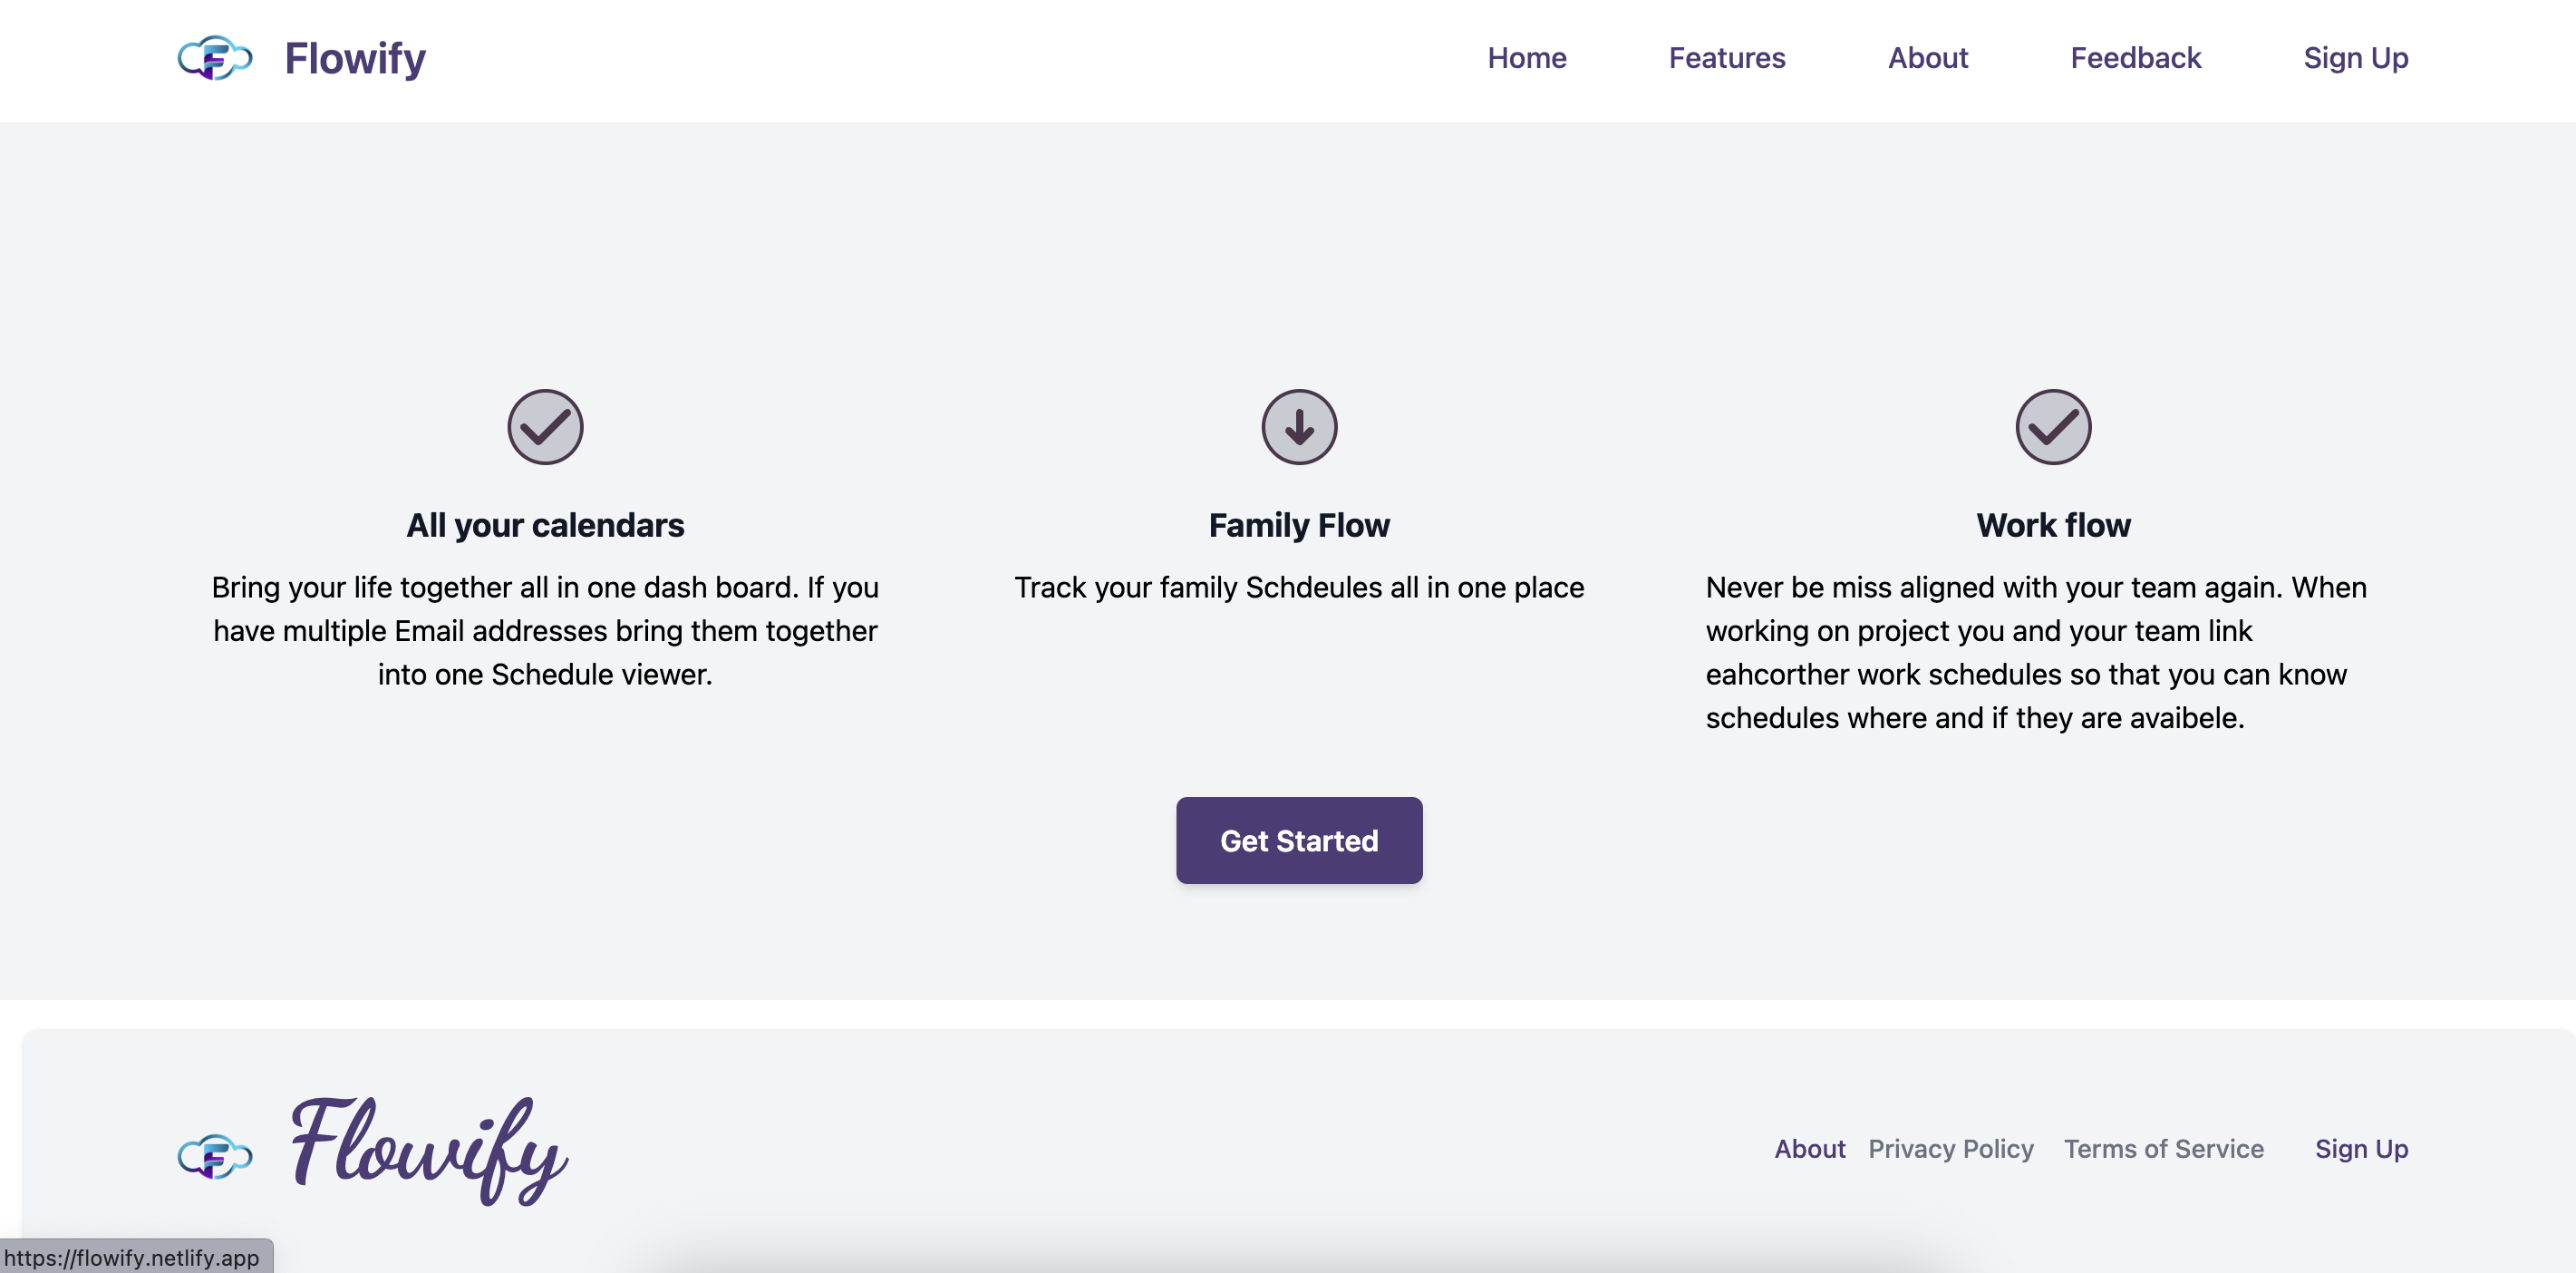 Flowify
Home Features About Feedback Sign Up
All your calendars
Bring your life together all in one dash board. If you
have multiple Email addresses bring them together
into one Schedule viewer.
Family Flow
Track your family Schdeules all in one place
Work flow
Never be miss aligned with your team again. When
working on project you and your team link
eahcorther work schedules so that you can know
schedules where and if they are avaibele.
Get Started
Flowify
About Privacy Policy Terms of Service Sign Up
https://flowify.netlify.app